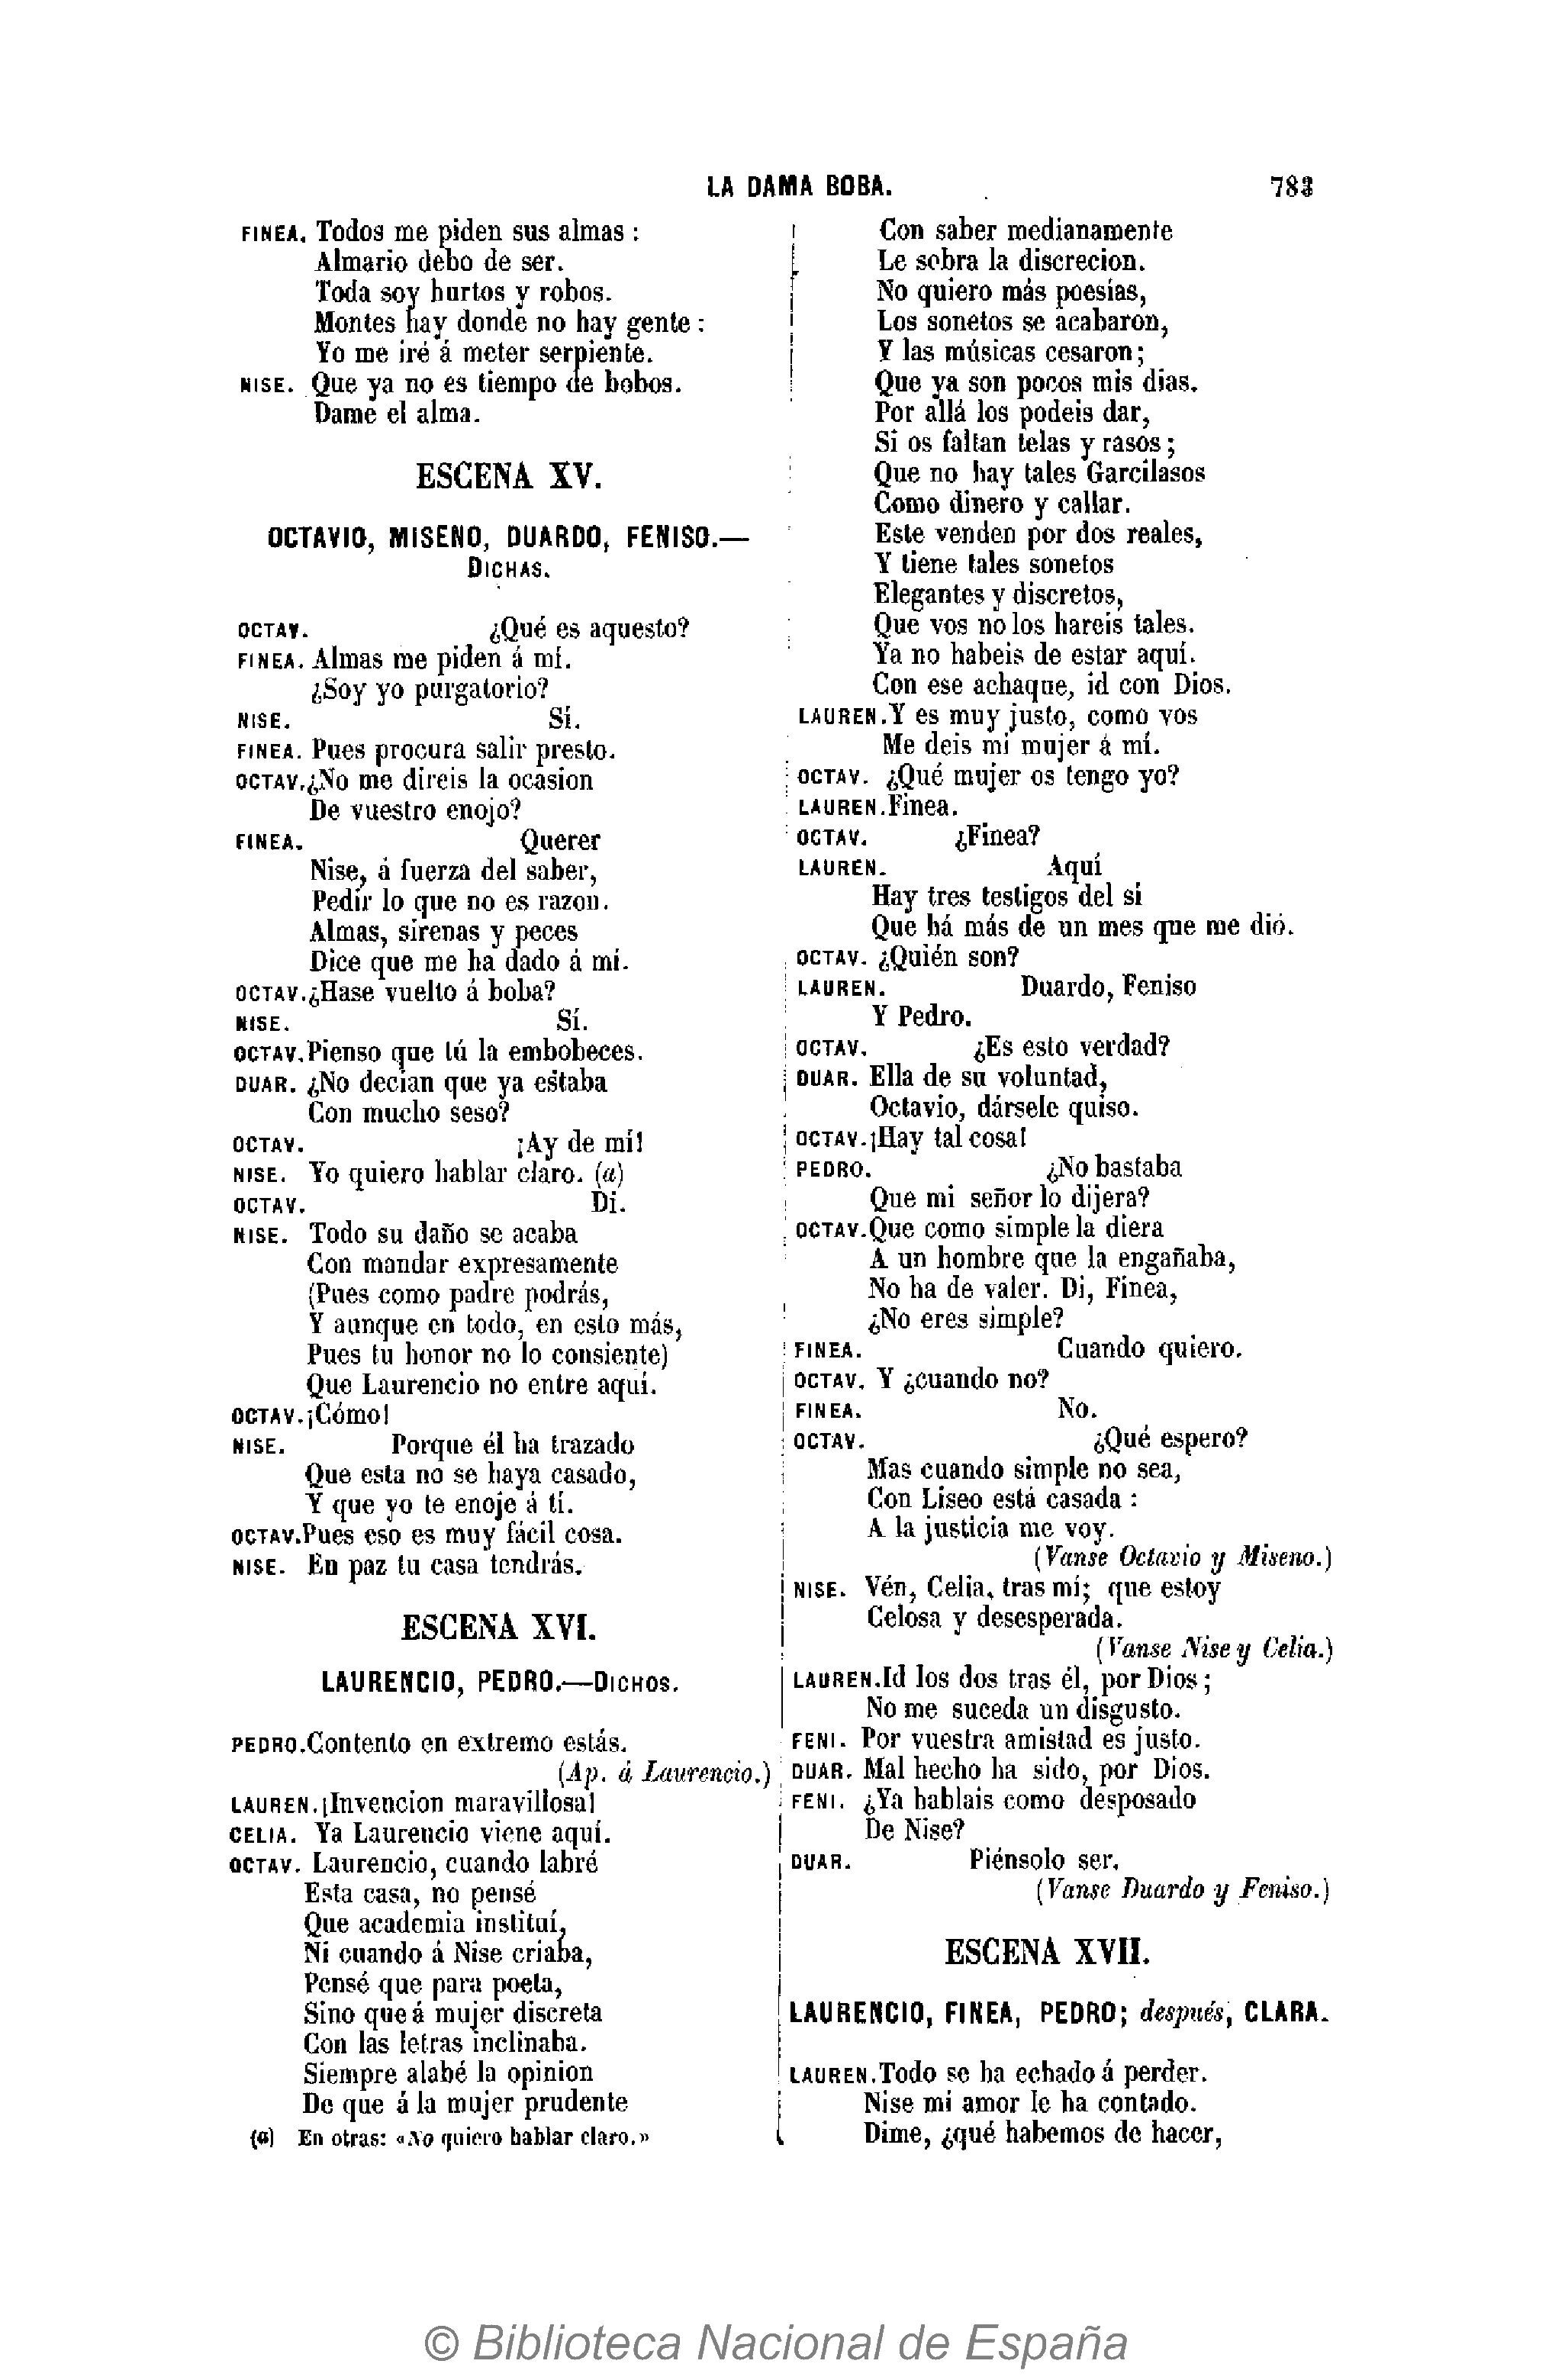 LA DAMA BOBA. 783
FINEA. Todos me piden sus almas :
Almario debo de ser.
Toda soy hurtos y robos.
Montes hay donde no hay gente :
Yo me iré á meter serpiente.
NISE. Que ya no es tiempo de bobos.
Dame el alma.
ESCENA XV.
OCTAVIO, MISENO, DUARDO, FENISO.—
DICHAS.
OCTAV. ¿Qué es aquesto?
FINEA. Almas me piden á mí.
¿Soy yo purgatorio?
NISE. Sí.
FINEA. Pues procura salir presto.
OCTAV. ¿No me direis la ocasion
De vuestro enojo?
FINEA. Querer
Nise, á fuerza del saber,
Pedir lo que no es razon.
Almas, sirenas y peces
Dice que me ha dado á mí.
OCTAV. ¿Hase vuelto á boba?
NISE. Sí.
OCTAV. Pienso que tú la embobeces.
DUAR. ¿No decian que ya estaba
Con mucho seso?
OCTAV. ¡Ay de mí!
NISE. Yo quiero hablar claro. (a)
OCTAV. Di.
NISE. Todo su daño se acaba
Con mandar expresamente
(Pues como padre podrás,
Y aunque en todo, en esto más,
Pues tu honor no lo consiente)
Que Laurencio no entre aquí.
OCTAV. ¡Cómo!
NISE. Porque él ha trazado
Que esta no se haya casado,
Y que yo te enoje á tí.
OCTAV. Pues eso es muy fácil cosa.
NISE. En paz tu casa tendrás.
ESCENA XVI.
LAURENCIO, PEDRO.—DICHOS.
PEDRO. Contento en extremo estás.
(Ap. á Laurencio.)
LAUREN. ¡Invencion maravillosa!
CELIA. Ya Laurencio viene aquí.
OCTAV. Laurencio, cuando labré
Esta casa, no pensé
Que academia instituí,
Ni cuando á Nise criaba,
Pensé que para poeta,
Sino que á mujer discreta
Con las letras inclinaba.
Siempre alabé la opinion
De que á la mujer prudente
(a) En otras: «No quiero hablar claro.»
Con saber medianamente
Le sobra la discrecion.
No quiero más poesías,
Los sonetos se acabaron,
Y las músicas cesaron;
Que ya son pocos mis dias.
Por allá los podeis dar,
Si os faltan telas y rasos;
Que no hay tales Garcilasos
Como dinero y callar.
Este venden por dos reales,
Y tiene tales sonetos
Elegantes y discretos,
Que vos no los hareis tales.
Ya no habeis de estar aquí.
Con ese achaque, id con Dios.
LAUREN. Y es muy justo, como vos
Me deis mi mujer á mí.
OCTAV. ¿Qué mujer os tengo yo?
LAUREN. Finea.
OCTAV. ¿Finea?
LAUREN. Aquí
Hay tres testigos del si
Que há más de un mes que me dió.
OCTAV. ¿Quién son?
LAUREN. Duardo, Feniso
Y Pedro.
OCTAV. ¿Es esto verdad?
DUAR. Ella de su voluntad,
Octavio, dársele quiso.
OCTAV. ¡Hay tal cosa!
PEDRO. ¿No bastaba
Que mi señor lo dijera?
OCTAV. Que como simple la diera
A un hombre que la engañaba,
No ha de valer. Di, Finea,
¿No eres simple?
FINEA. Cuando quiero.
OCTAV. Y ¿cuando no?
FINEA. No.
OCTAV. ¿Qué espero?
Mas cuando simple no sea,
Con Liseo está casada :
A la justicia me voy.
(Vanse Octavio y Miseno.)
NISE. Vén, Celia, tras mí; que estoy
Celosa y desesperada.
(Vanse Nise y Celia.)
LAUREN. Id los dos tras él, por Dios;
No me suceda un disgusto.
FENI. Por vuestra amistad es justo.
DUAR. Mal hecho ha sido, por Dios.
FENI. ¿Ya hablais como desposado
De Nise?
DUAR. Piénsolo ser.
(Vanse Duardo y Feniso.)
ESCENA XVII.
LAURENCIO, FINEA, PEDRO; después, CLARA.
LAUREN. Todo se ha echado á perder.
Nise mi amor le ha contado.
Dime, ¿qué habemos de hacer,
© Biblioteca Nacional de España